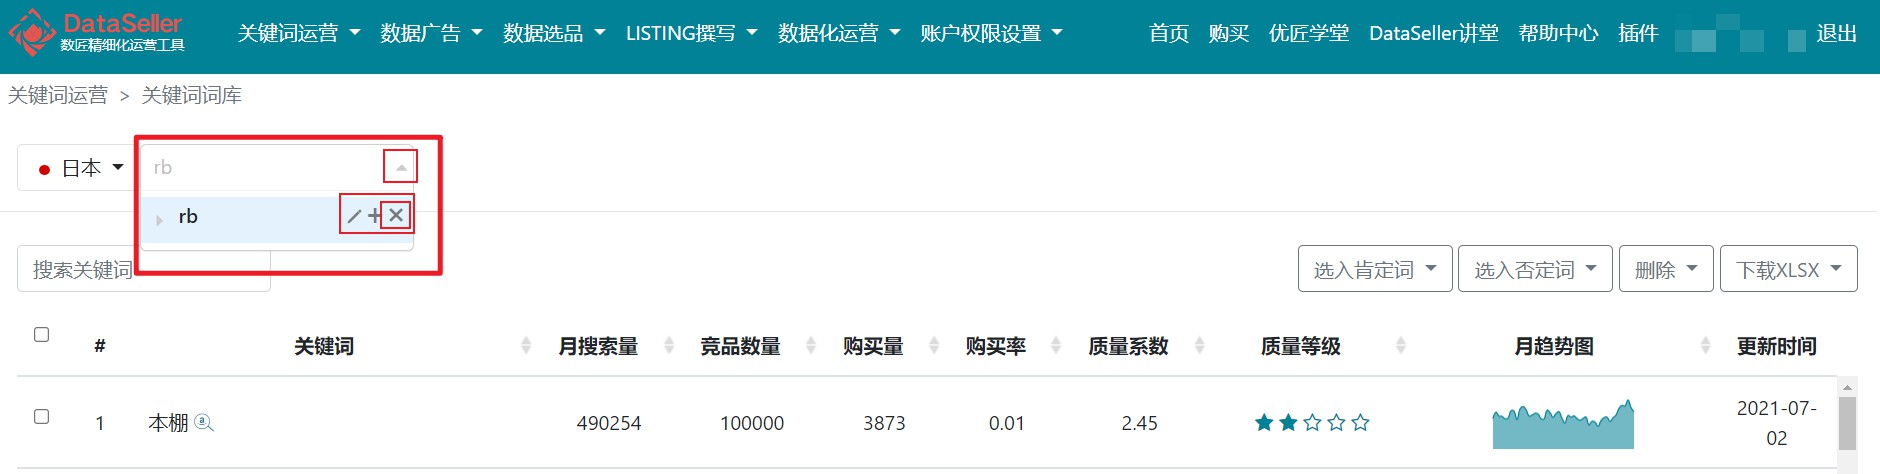 DataSeller
数匠精细化运营工具
关键词运营 数据广告 数据选品 LISTING撰写 数据化运营 账户权限设置 首页 购买 优匠学堂 DataSeller讲堂 帮助中心 插件 退出
关键词运营 > 关键词词库
日本 rb
rb
搜索关键词 选入肯定词 选入否定词 删除 下载XLSX
# 关键词 月搜索量 竞品数量 购买量 购买率 质量系数 质量等级 月趋势图 更新时间
1 本棚 490254 100000 3873 0.01 2.45 2021-07-
02